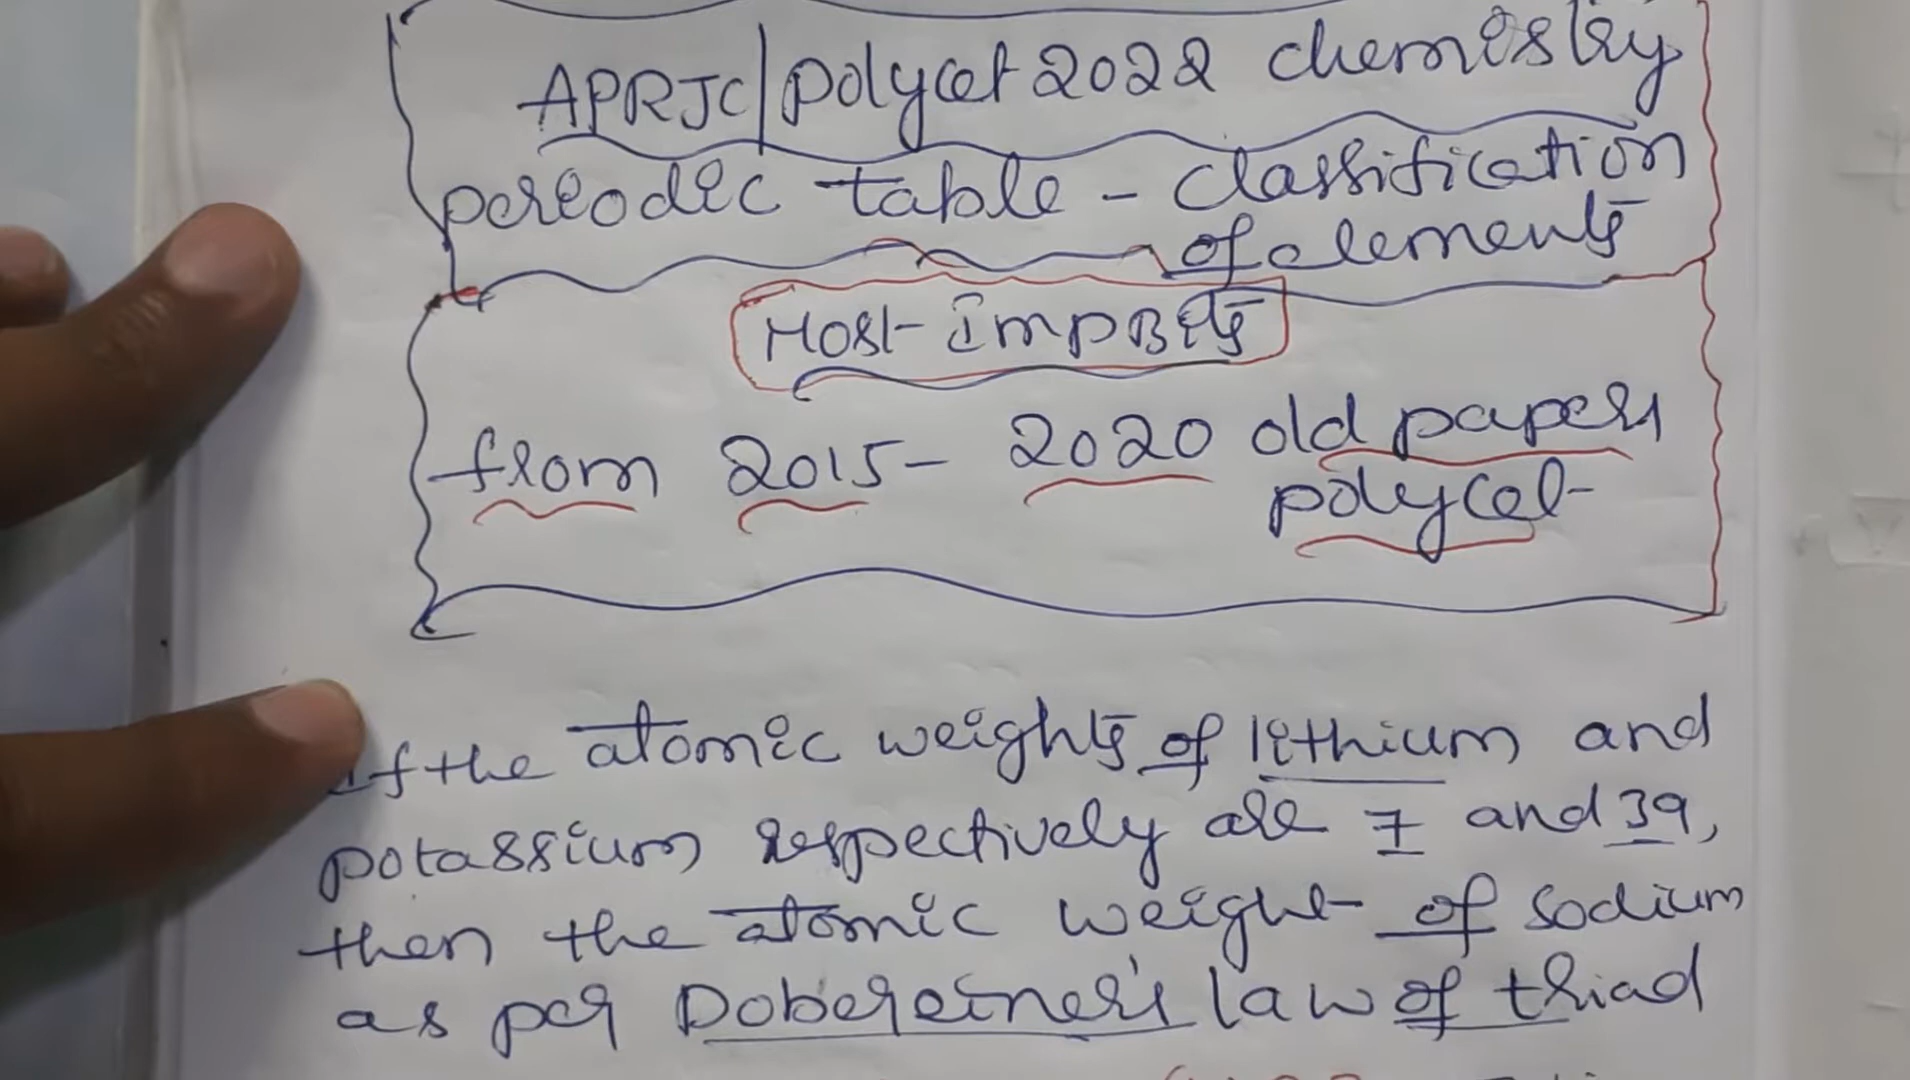 APRJC/polycet 2022 chemistry
periodic table - classification
of elements
Most Imp Bits
from 2015 - 2020 old papers
polycet
If the atomic weights of lithium and
potassium respectively are 7 and 39,
then the atomic weight of sodium
as per Dobereiner's law of triad